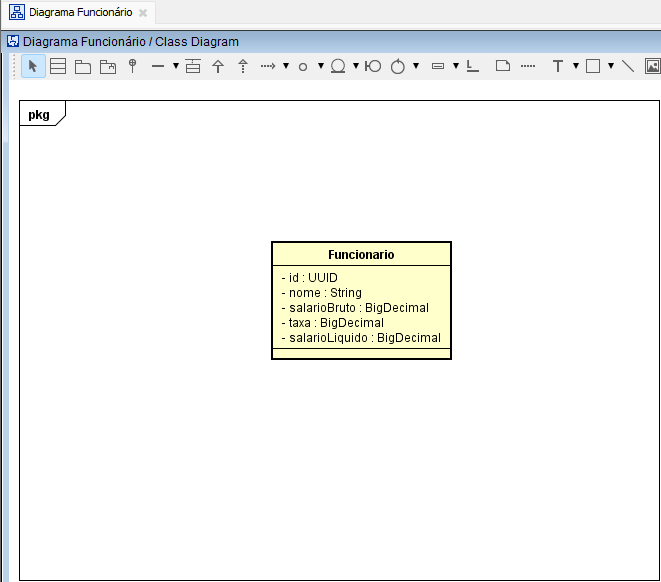 Diagrama Funcionário
Diagrama Funcionário / Class Diagram
pkg
Funcionario
- id : UUID
- nome : String
- salarioBruto : BigDecimal
- taxa : BigDecimal
- salarioLiquido : BigDecimal